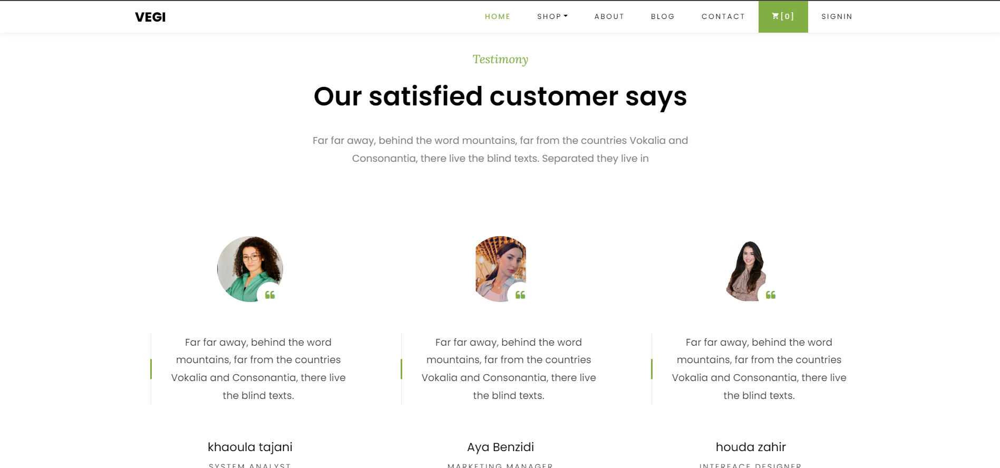 VEGI
HOME SHOP ABOUT BLOG CONTACT [0] SIGNIN
Testimony
Our satisfied customer says
Far far away, behind the word mountains, far from the countries Vokalia and
Consonantia, there live the blind texts. Separated they live in
Far far away, behind the word
mountains, far from the countries
Vokalia and Consonantia, there live
the blind texts.
khaoula tajani
SYSTEM ANALYST
Far far away, behind the word
mountains, far from the countries
Vokalia and Consonantia, there live
the blind texts.
Aya Benzidi
MARKETING MANAGER
Far far away, behind the word
mountains, far from the countries
Vokalia and Consonantia, there live
the blind texts.
houda zahir
INTERFACE DESIGNER